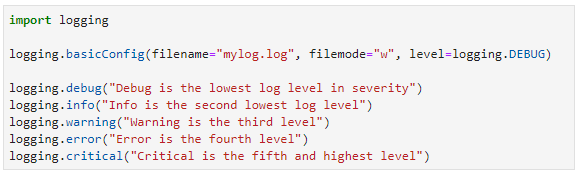 import logging
logging.basicConfig(filename="mylog.log", filemode="w", level=logging.DEBUG)
logging.debug("Debug is the lowest log level in severity")
logging.info("Info is the second lowest log level")
logging.warning("Warning is the third level")
logging.error("Error is the fourth level")
logging.critical("Critical is the fifth and highest level")